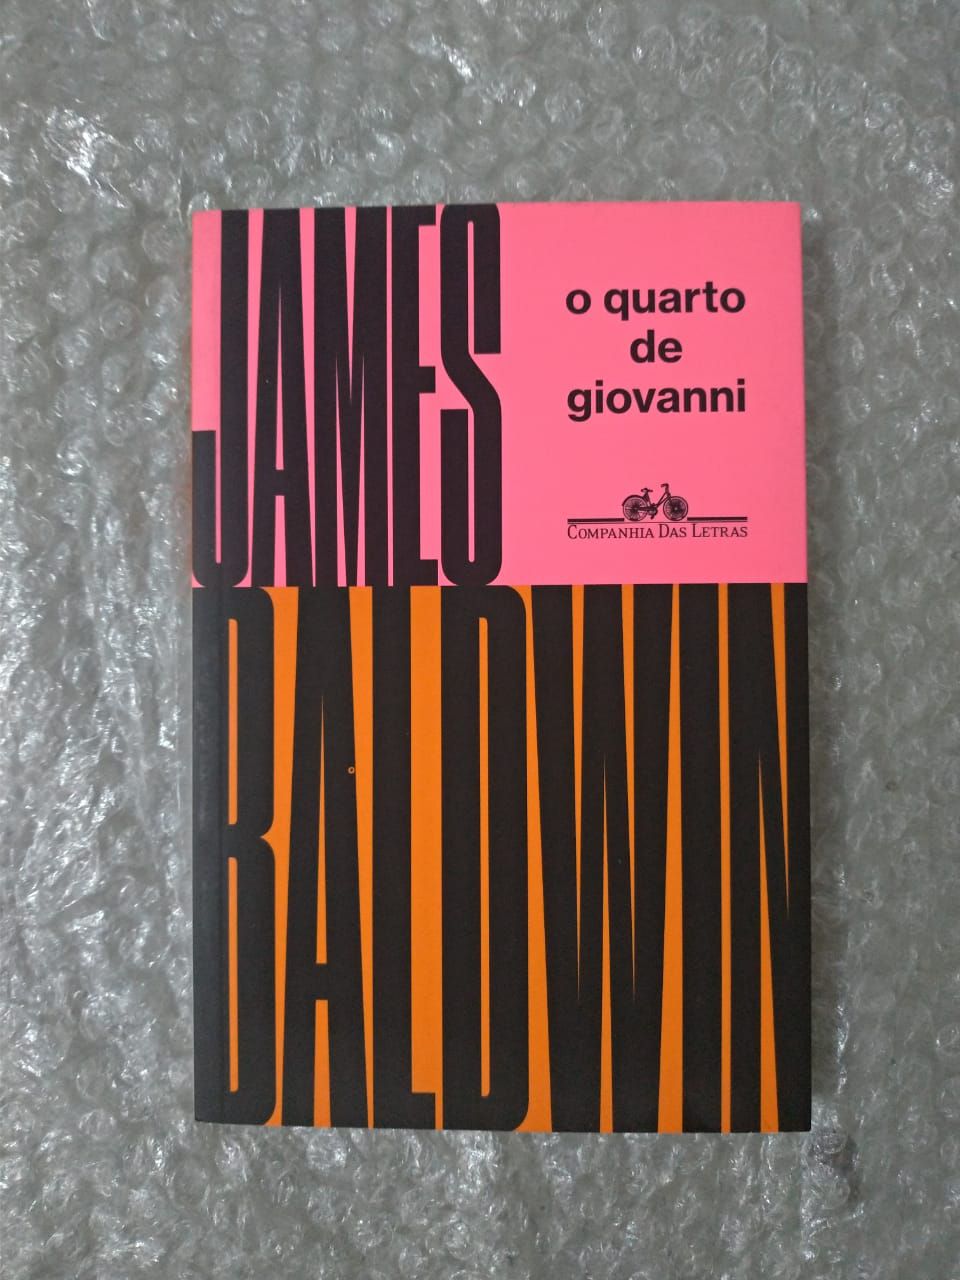 JAMES
BALDWIN
o quarto
de
giovanni
COMPANHIA DAS LETRAS